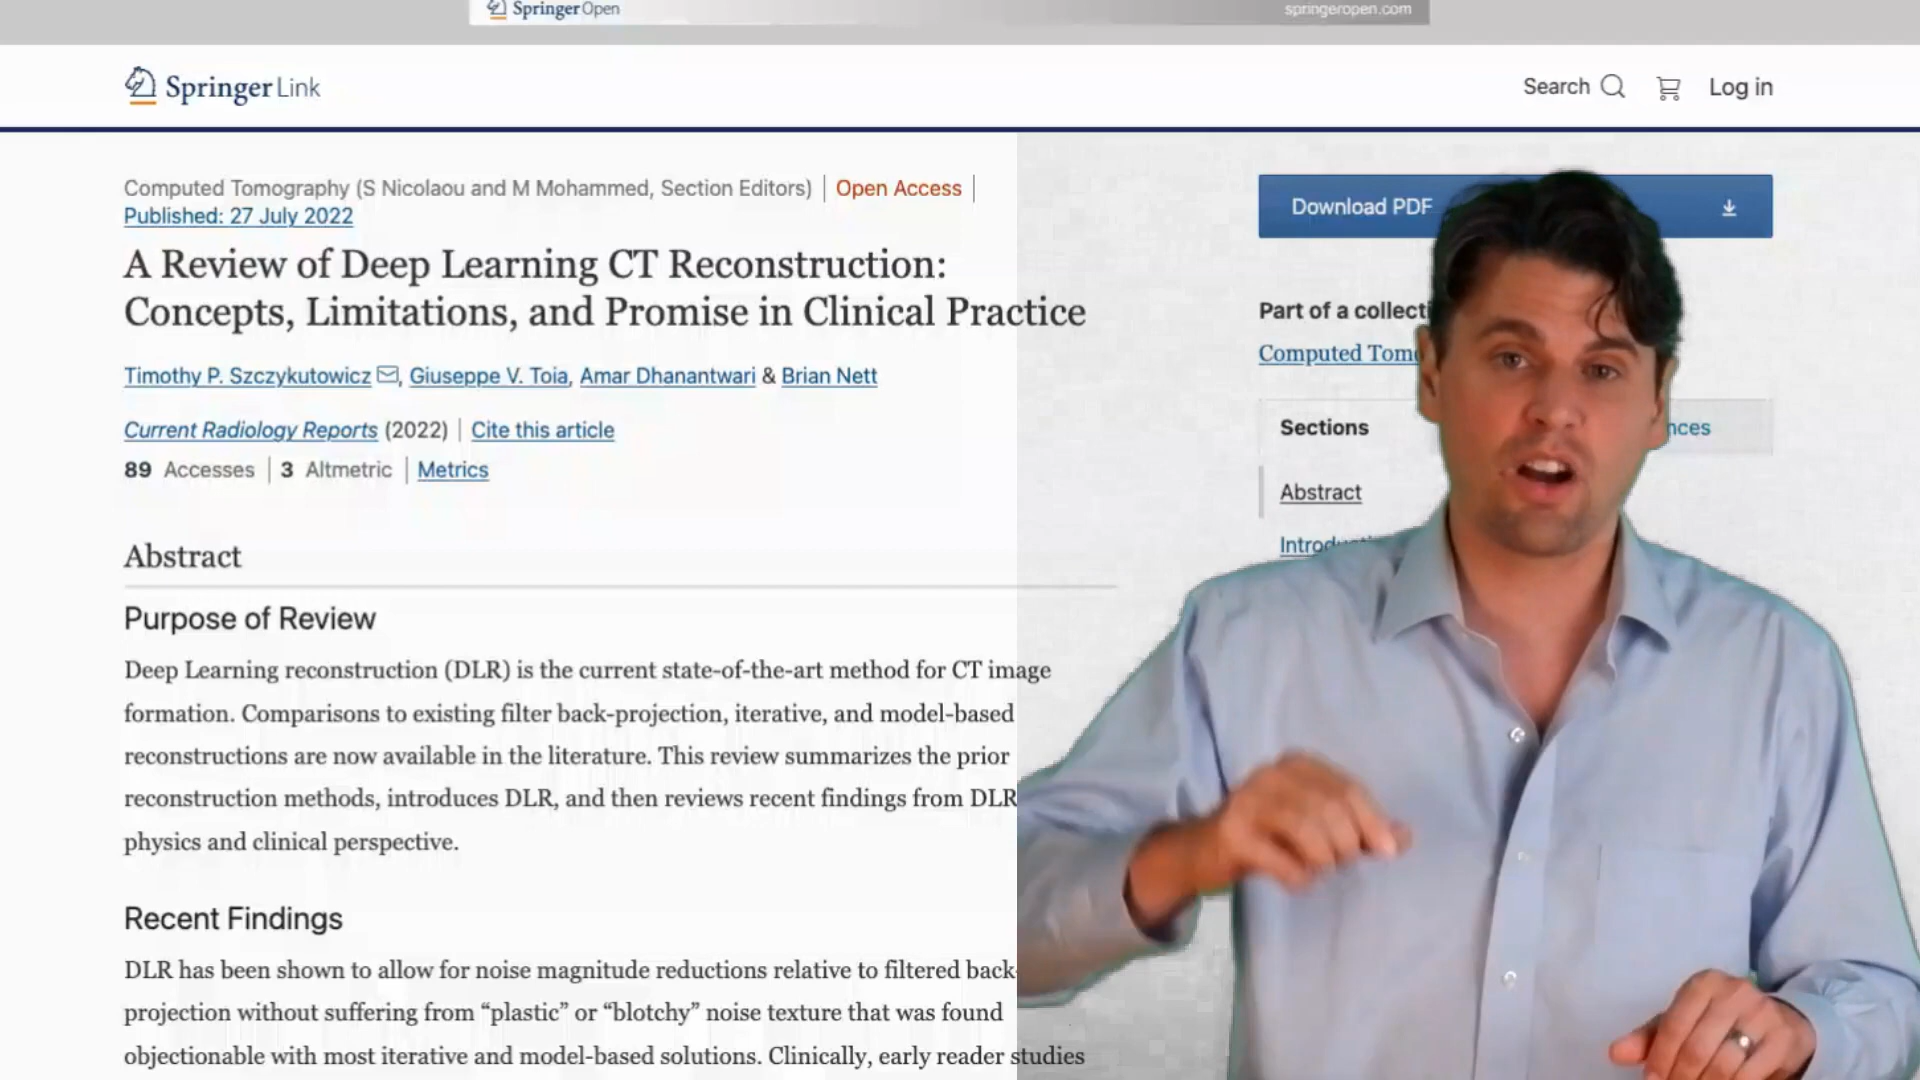 Springer Open
springeropen.com
Springer Link
Search
Log in
Computed Tomography (S Nicolaou and M Mohammed, Section Editors) | Open Access |
Published: 27 July 2022
A Review of Deep Learning CT Reconstruction:
Concepts, Limitations, and Promise in Clinical Practice
Timothy P. Szczykutowicz, Giuseppe V. Toia, Amar Dhanantwari & Brian Nett
Current Radiology Reports (2022) | Cite this article
89 Accesses | 3 Altmetric | Metrics
Abstract
Purpose of Review
Deep Learning reconstruction (DLR) is the current state-of-the-art method for CT image
formation. Comparisons to existing filter back-projection, iterative, and model-based
reconstructions are now available in the literature. This review summarizes the prior
reconstruction methods, introduces DLR, and then reviews recent findings from DLR
physics and clinical perspective.
Recent Findings
DLR has been shown to allow for noise magnitude reductions relative to filtered back-
projection without suffering from “plastic” or “blotchy” noise texture that was found
objectionable with most iterative and model-based solutions. Clinically, early reader studies
Download PDF
Part of a
Computed
Sections
Abstract